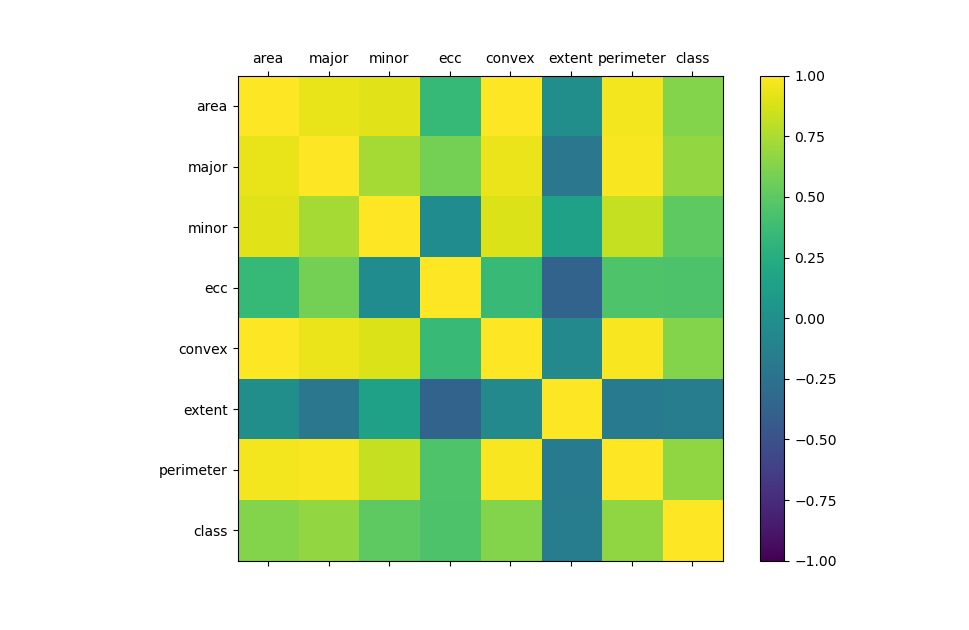 area major minor ecc convex extent perimeter class
area
major
minor
ecc
convex
extent
perimeter
class
1.00
0.75
0.50
0.25
0.00
−0.25
−0.50
−0.75
−1.00